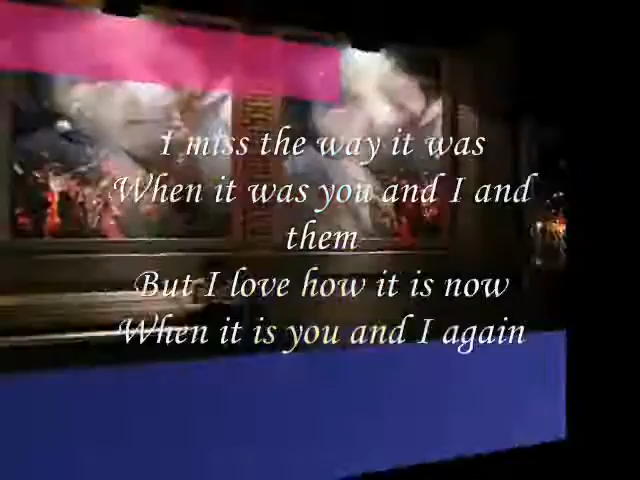 I miss the way it was
When it was you and I and
them
But I love how it is now
When it is you and I again